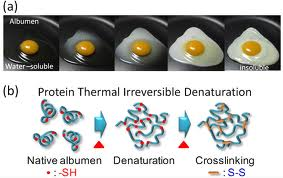 (a)
Albumen
Water-soluble
insoluble
(b)
Protein Thermal Irreversible Denaturation
Native albumen
Denaturation
Crosslinking
: -SH
: S-S